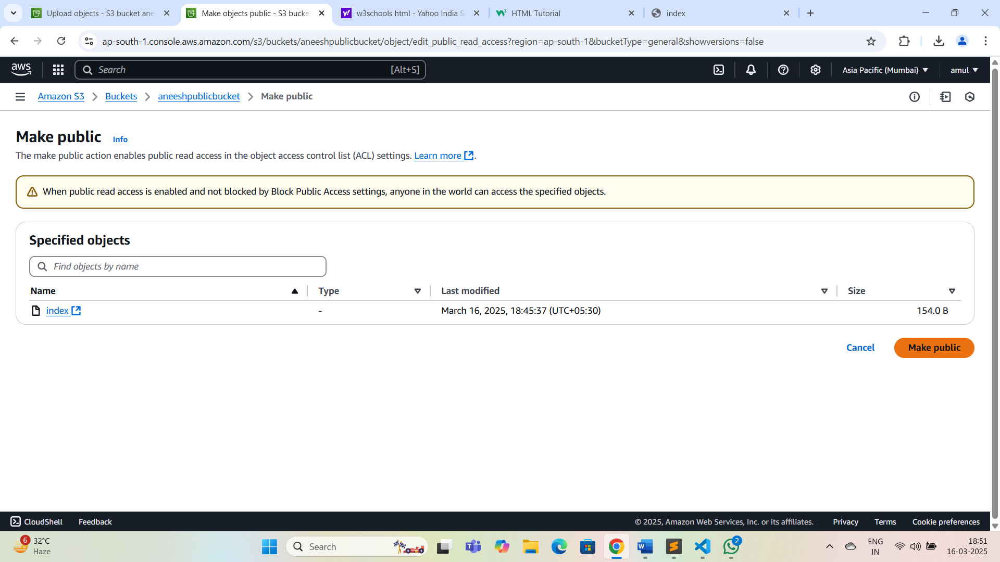 Upload objects - S3 bucket ane
Make objects public - S3 bucket
w3schools html - Yahoo India S
HTML Tutorial
index
ap-south-1.console.aws.amazon.com/s3/buckets/aneeshpublicbucket/object/edit_public_read_access?region=ap-south-1&bucketType=general&showversions=false
aws
Search [Alt+S]
Asia Pacific (Mumbai)
amul
Amazon S3 > Buckets > aneeshpublicbucket > Make public
Make public Info
The make public action enables public read access in the object access control list (ACL) settings. Learn more.
When public read access is enabled and not blocked by Block Public Access settings, anyone in the world can access the specified objects.
Specified objects
Find objects by name
Name Type Last modified Size
index - March 16, 2025, 18:45:37 (UTC+05:30) 154.0 B
Cancel Make public
CloudShell Feedback © 2025, Amazon Web Services, Inc. or its affiliates. Privacy Terms Cookie preferences
6
32°C
Haze
Search
2
ENG
IN
18:51
16-03-2025